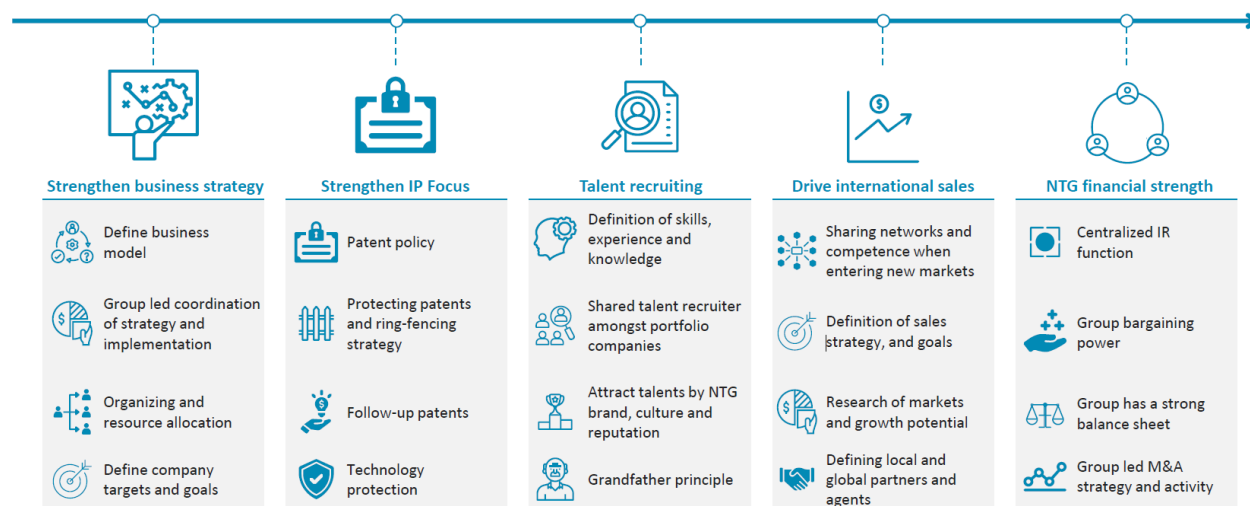 Strengthen business strategy
Define business
model
Group led coordination
of strategy and
implementation
Organizing and
resource allocation
Define company
targets and goals
Strengthen IP Focus
Patent policy
Protecting patents
and ring-fencing
strategy
Follow-up patents
Technology
protection
Talent recruiting
Definition of skills,
experience and
knowledge
Shared talent recruiter
amongst portfolio
companies
Attract talents by NTG
brand, culture and
reputation
Grandfather principle
Drive international sales
Sharing networks and
competence when
entering new markets
Definition of sales
strategy, and goals
Research of markets
and growth potential
Defining local and
global partners and
agents
NTG financial strength
Centralized IR
function
Group bargaining
power
Group has a strong
balance sheet
Group led M&A
strategy and activity